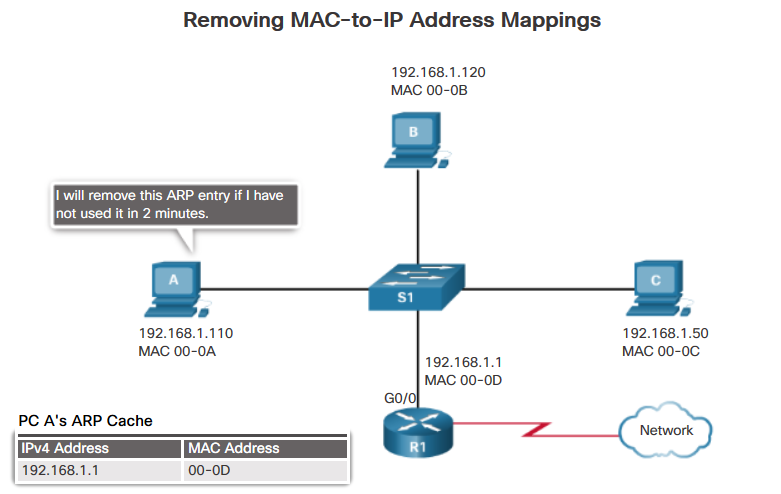 Removing MAC-to-IP Address Mappings
192.168.1.120
MAC 00-0B
B
I will remove this ARP entry if I have
not used it in 2 minutes.
A
S1
C
192.168.1.110
MAC 00-0A
192.168.1.50
MAC 00-0C
192.168.1.1
MAC 00-0D
G0/0
R1
Network
PC A's ARP Cache
IPv4 Address MAC Address
192.168.1.1 00-0D